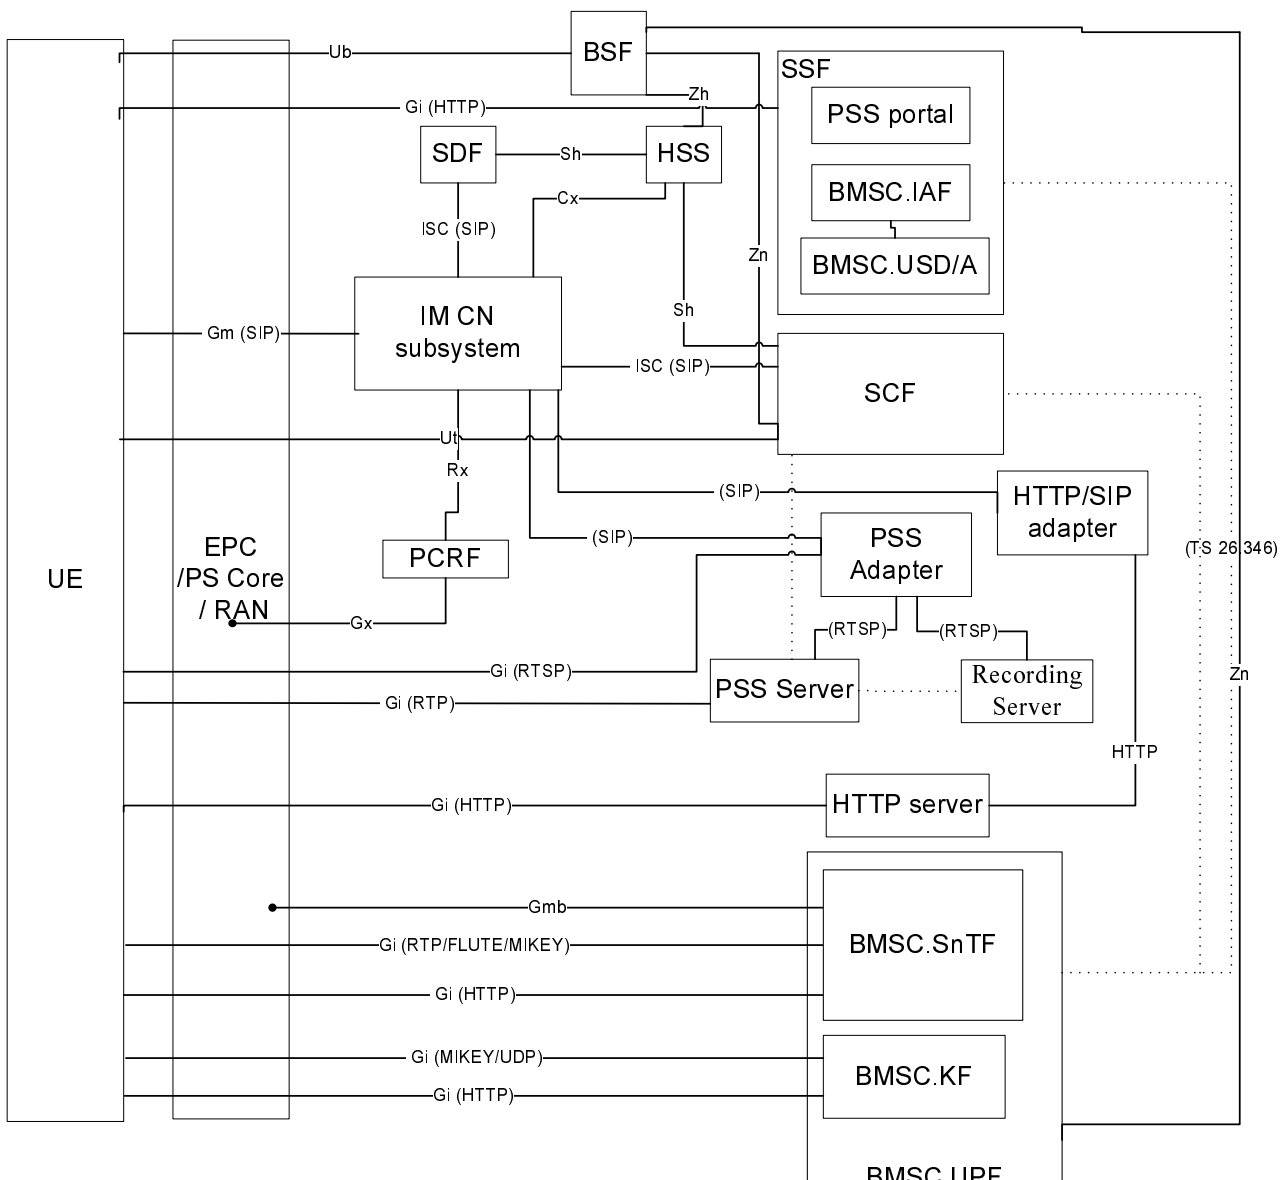 BSF
Ub
SSF
Zh
Gi (HTTP)
PSS portal
SDF
Sh
HSS
BMSC.IAF
Cx
ISC (SIP)
Zn
BMSC.USD/A
IM CN
subsystem
Sh
Gm (SIP)
ISC (SIP)
SCF
Ut
Rx
(SIP)
HTTP/SIP
adapter
(SIP)
PSS
Adapter
(TS 26.346)
EPC
/PS Core
/ RAN
PCRF
UE
Gx
(RTSP)
(RTSP)
Gi (RTSP)
PSS Server
Recording
Server
Zn
Gi (RTP)
HTTP
Gi (HTTP)
HTTP server
Gmb
Gi (RTP/FLUTE/MIKEY)
BMSC.SnTF
Gi (HTTP)
Gi (MIKEY/UDP)
BMSC.KF
Gi (HTTP)
BMSC.UPF